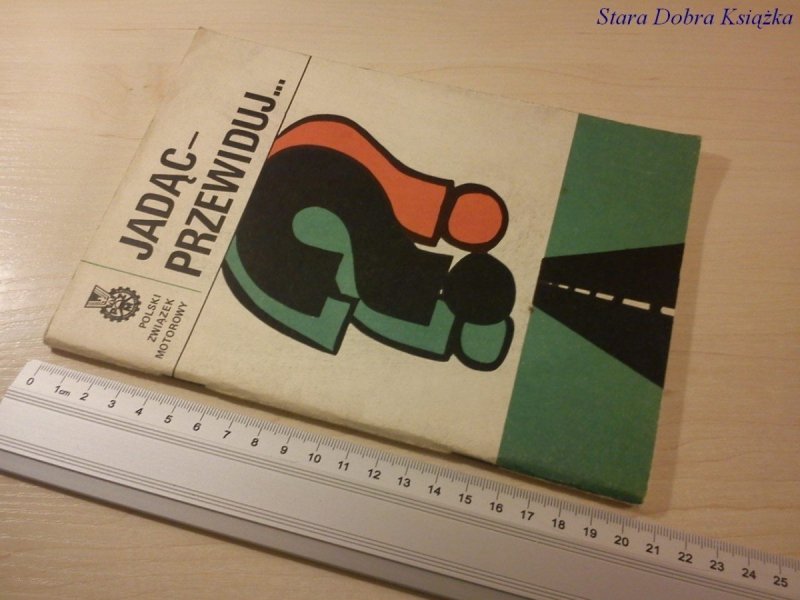 Stara Dobra Książka
JADĄC—
PRZEWIDUJ...
POLSKI
ZWIĄZEK
MOTOROWY
0 1cm 2 3 4 5 6 7 8 9 10 11 12 13 14 15 16 17 18 19 20 21 22 23 24 25